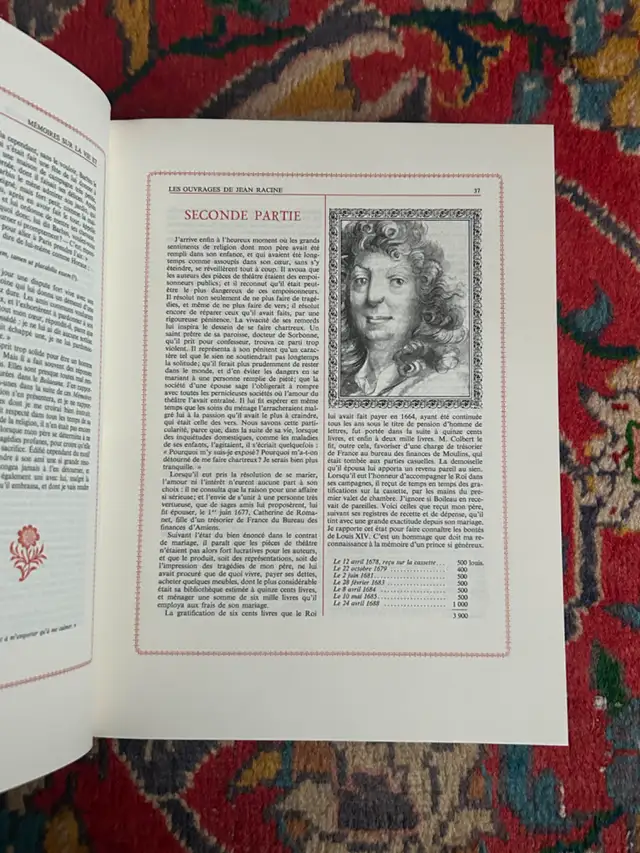 MÉMOIRES SUR LA VIE ET
LES OUVRAGES DE JEAN RACINE
37
SECONDE PARTIE
J'arrive enfin à l'heureux moment où les grands
sentiments de religion dont mon père avait été
rempli dans son enfance, et qui avaient été long-
temps comme assoupis dans son cœur, sans s'y
éteindre, se réveillèrent tout à coup. Il avoua que
les auteurs des pièces de théâtre étaient des empoi-
sonneurs publics; et il reconnut qu'il était peut-
être le plus dangereux de ces empoisonneurs.
Il résolut non seulement de ne plus faire de tragé-
dies, et même de ne plus faire de vers; il résolut
encore de réparer ceux qu'il avait faits, par une
rigoureuse pénitence. La vivacité de ses remords
lui inspira le dessein de se faire chartreux. Un
saint prêtre de sa paroisse, docteur de Sorbonne,
qu'il prit pour confesseur, trouva ce parti trop
violent. Il représenta à son pénitent qu'un carac-
tère tel que le sien ne soutiendrait pas longtemps
la solitude; qu'il ferait plus prudemment de rester
dans le monde, et d'en éviter les dangers en se
mariant à une personne remplie de piété; que la
société d'une épouse sage l'obligerait à rompre
avec toutes les pernicieuses sociétés où l'amour du
théâtre l'avait entraîné. Il lui fit espérer en même
temps que les soins du ménage l'arracheraient mal-
gré lui à la passion qu'il avait le plus à craindre,
qui était celle des vers. Nous savons cette parti-
cularité, parce que, dans la suite de sa vie, lorsque
des inquiétudes domestiques, comme les maladies
de ses enfants, l'agitaient, il s'écriait quelquefois :
« Pourquoi m'y suis-je exposé? Pourquoi m'a-t-on
détourné de me faire chartreux? Je serais bien plus
tranquille. »
Lorsqu'il eut pris la résolution de se marier,
l'amour ni l'intérêt n'eurent aucune part à son
choix : il ne consulta que la raison pour une affaire
si sérieuse; et l'envie de s'unir à une personne très
vertueuse, que de sages amis lui proposèrent, lui
fit épouser, le 1er juin 1677, Catherine de Roma-
net, fille d'un trésorier de France du Bureau des
finances d'Amiens.
Suivant l'état du bien énoncé dans le contrat
de mariage, il paraît que les pièces de théâtre
n'étaient pas alors fort lucratives pour les auteurs,
et que le produit, soit des représentations, soit de
l'impression des tragédies de mon père, ne lui
avait procuré que de quoi vivre, payer ses dettes,
acheter quelques meubles, dont le plus considérable
était sa bibliothèque estimée à quinze cents livres,
et ménager une somme de six mille livres qu'il
employa aux frais de son mariage.
La gratification de six cents livres que le Roi
lui avait fait payer en 1664, ayant été continuée
tous les ans sous le titre de pension d'homme de
lettres, fut portée dans la suite à quinze cents
livres, et enfin à deux mille livres. M. Colbert le
fit, outre cela, favoriser d'une charge de trésorier
de France au bureau des finances de Moulins, qui
était tombée aux parties casuelles. La demoiselle
qu'il épousa lui apporta un revenu pareil au sien.
Lorsqu'il eut l'honneur d'accompagner le Roi dans
ses campagnes, il reçut de temps en temps des grati-
fications sur la cassette, par les mains du pre-
mier valet de chambre. J'ignore si Boileau en rece-
vait de pareilles. Voici celles que reçut mon père,
suivant ses registres de recette et de dépense, qu'il
tint avec une grande exactitude depuis son mariage.
Je rapporte cet état pour faire connaître les bontés
de Louis XIV. C'est un hommage que doit ma re-
connaissance à la mémoire d'un prince si généreux.
Le 12 avril 1678, reçu sur la cassette... 500 louis.
Le 22 octobre 1679 .................. 400
Le 2 juin 1681....................... 500
Le 28 février 1683 .................. 500
Le 8 avril 1684 ..................... 500
Le 10 mai 1685....................... 500
Le 24 avril 1688 .................... 1 000
3 900